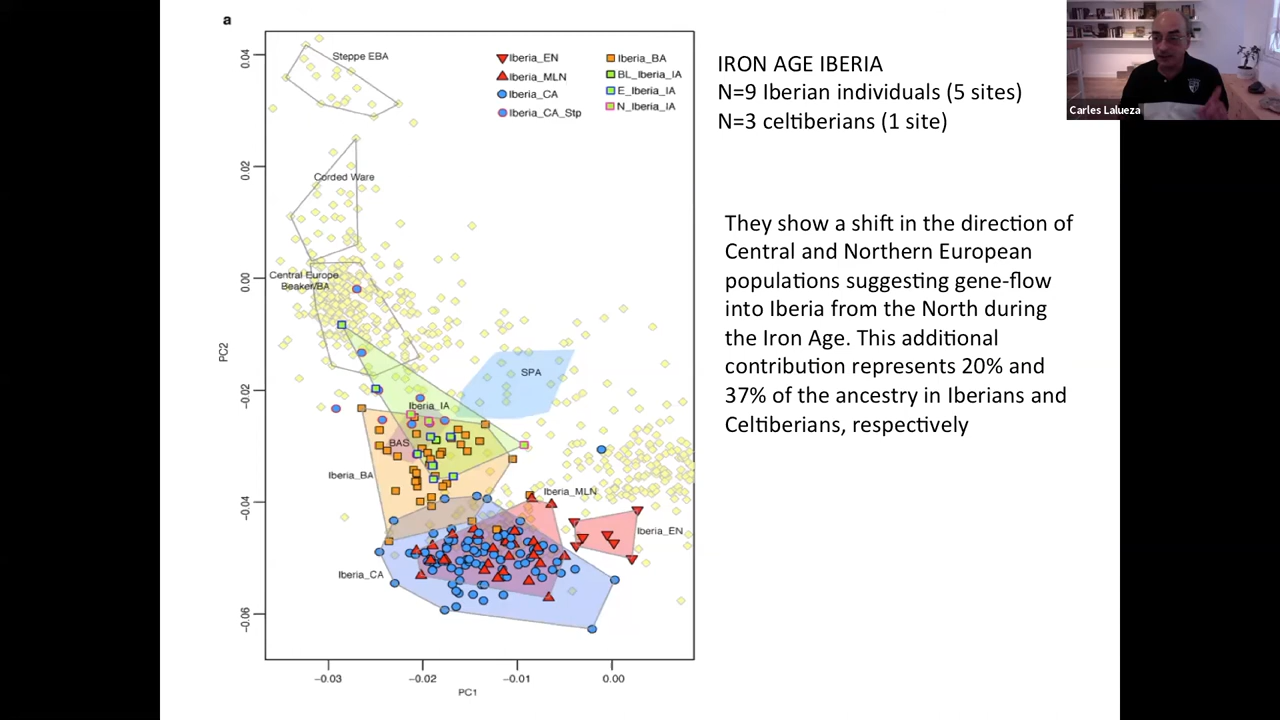 a
Steppe EBA
Corded Ware
Central Europe
Beaker/BA
Iberia_EN
Iberia_MLN
Iberia_CA
Iberia_CA_Stp
Iberia_BA
BL_Iberia_IA
E_Iberia_IA
N_Iberia_IA
SPA
Iberia_IA
BAS
Iberia_BA
Iberia_MLN
Iberia_EN
Iberia_CA
0.04
0.02
0.00
−0.02
−0.04
−0.06
PC2
−0.03
−0.02
−0.01
0.00
PC1
IRON AGE IBERIA
N=9 Iberian individuals (5 sites)
N=3 celtiberians (1 site)
They show a shift in the direction of
Central and Northern European
populations suggesting gene-flow
into Iberia from the North during
the Iron Age. This additional
contribution represents 20% and
37% of the ancestry in Iberians and
Celtiberians, respectively
Carles Lalueza